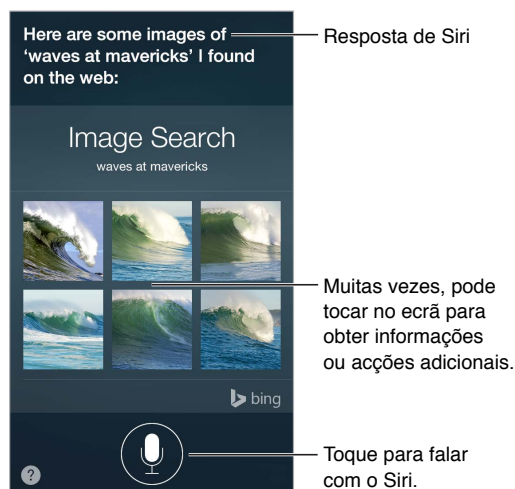 Here are some images of
‘waves at mavericks’ I found
on the web:
Resposta de Siri
Image Search
waves at mavericks
Muitas vezes, pode
tocar no ecrã para
obter informações
ou acções adicionais.
bing
?
Toque para falar
com o Siri.